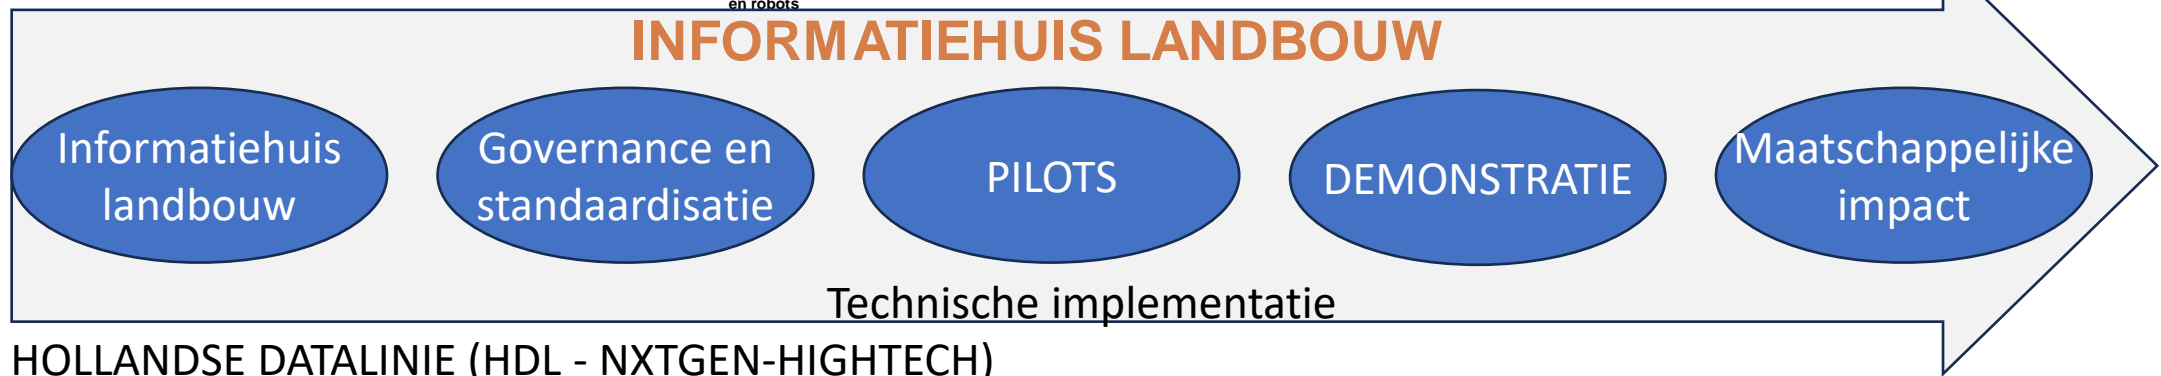 en robots
INFORMATIEHUIS LANDBOUW
Informatiehuis
landbouw
Governance en
standaardisatie
PILOTS
DEMONSTRATIE
Maatschappelijke
impact
Technische implementatie
HOLLANDSE DATALINIE (HDL - NXTGEN-HIGHTECH)